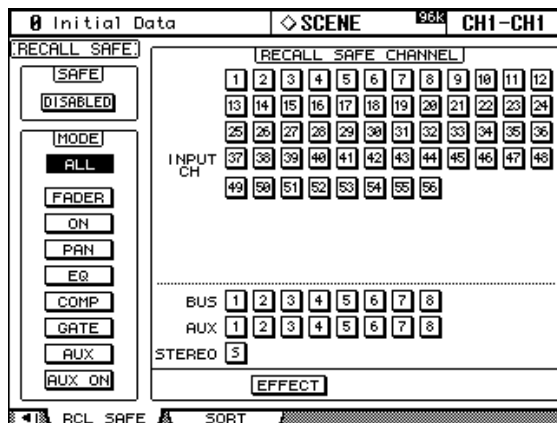 0 Initial Data ◇SCENE 96k CH1-CH1
RECALL SAFE
SAFE
DISABLED
MODE
ALL
FADER
ON
PAN
EQ
COMP
GATE
AUX
AUX ON
RECALL SAFE CHANNEL
1 2 3 4 5 6 7 8 9 10 11 12
13 14 15 16 17 18 19 20 21 22 23 24
25 26 27 28 29 30 31 32 33 34 35 36
INPUT CH 37 38 39 40 41 42 43 44 45 46 47 48
49 50 51 52 53 54 55 56
BUS 1 2 3 4 5 6 7 8
AUX 1 2 3 4 5 6 7 8
STEREO S
EFFECT
RCL SAFE SORT